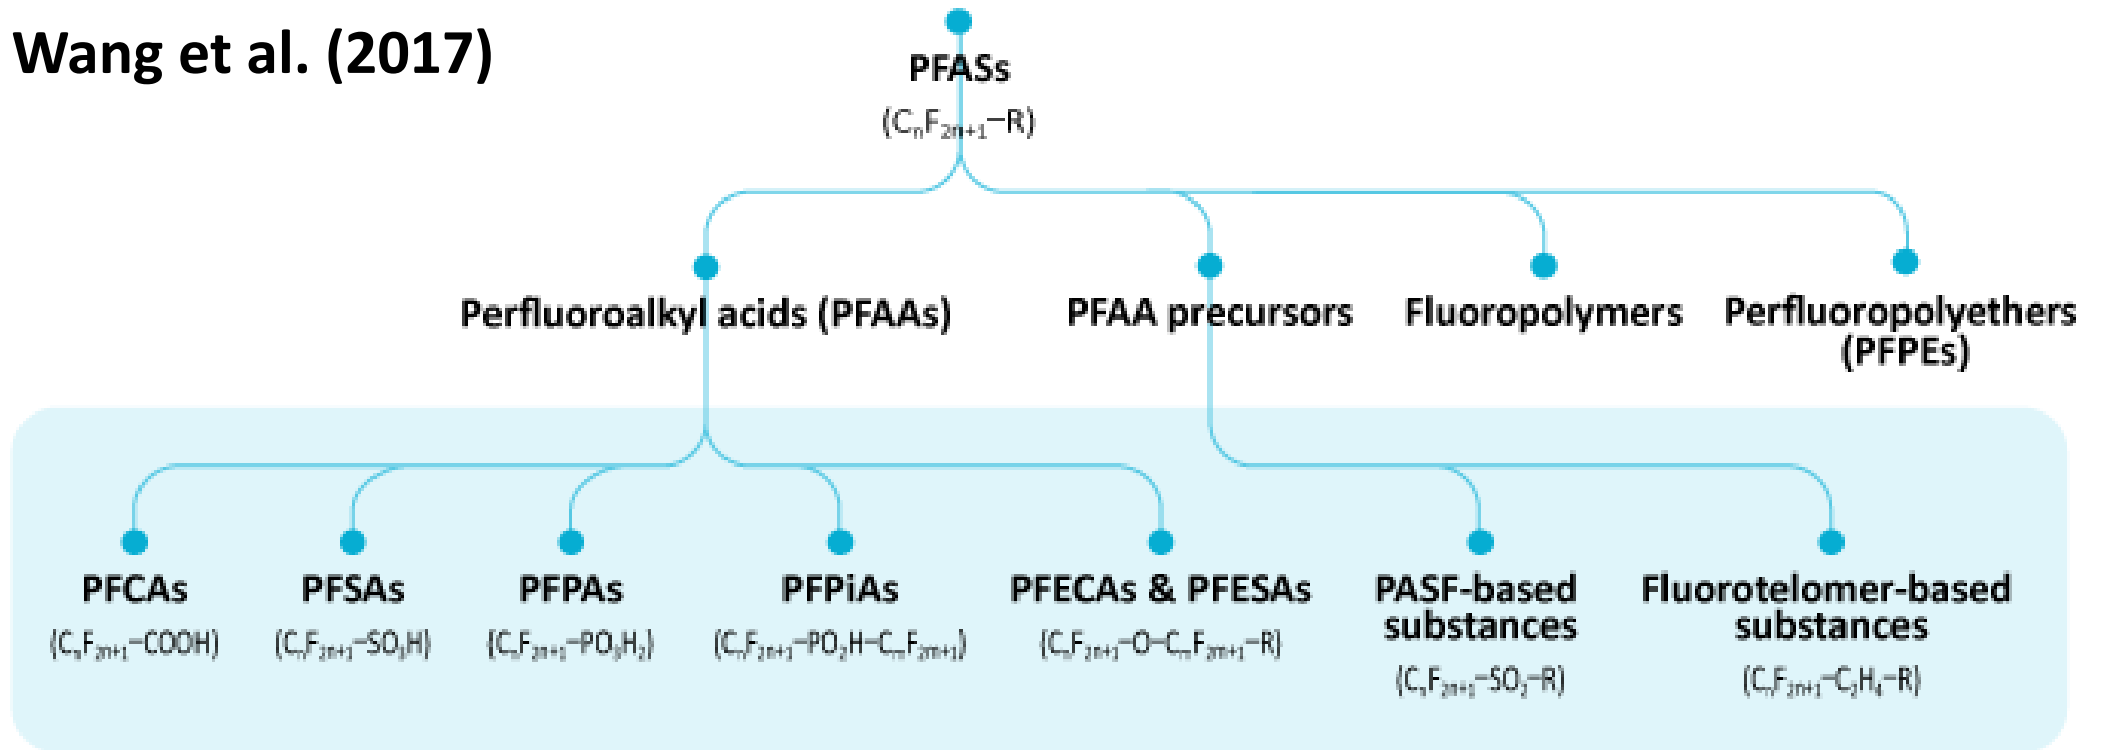 Wang et al. (2017)
PFASs
(CₙF₂ₙ₊₁–R)
Perfluoroalkyl acids (PFAAs)
PFAA precursors
Fluoropolymers
Perfluoropolyethers
(PFPEs)
PFCAs
(CₙF₂ₙ₊₁–COOH)
PFSAs
(CₙF₂ₙ₊₁–SO₃H)
PFPAs
(CₙF₂ₙ₊₁–PO₃H₂)
PFPiAs
(CₙF₂ₙ₊₁–PO₂H–CₘF₂ₘ₊₁)
PFECAs & PFESAs
(CₙF₂ₙ₊₁–O–CₘF₂ₘ₊₁–R)
PASF-based
substances
(CₙF₂ₙ₊₁–SO₂–R)
Fluorotelomer-based
substances
(CₙF₂ₙ₊₁–C₂H₄–R)